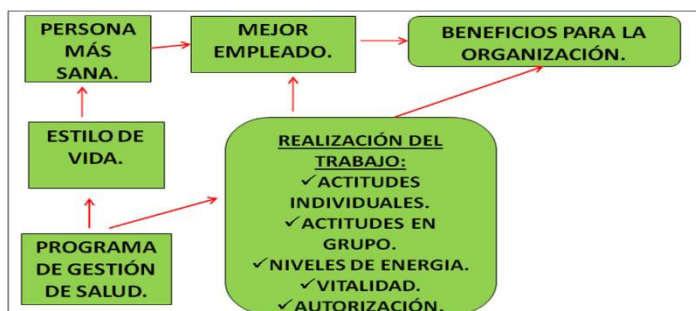 PERSONA
MÁS
SANA.
MEJOR
EMPLEADO.
BENEFICIOS PARA LA
ORGANIZACIÓN.
ESTILO DE
VIDA.
PROGRAMA
DE GESTIÓN
DE SALUD.
REALIZACIÓN DEL
TRABAJO:
✓ACTITUDES
INDIVIDUALES.
✓ACTITUDES EN
GRUPO.
✓NIVELES DE ENERGIA.
✓VITALIDAD.
✓AUTORIZACIÓN.